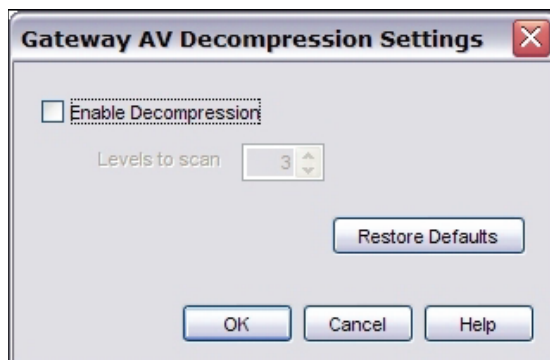 Gateway AV Decompression Settings
Enable Decompression
Levels to scan 3
Restore Defaults
OK Cancel Help